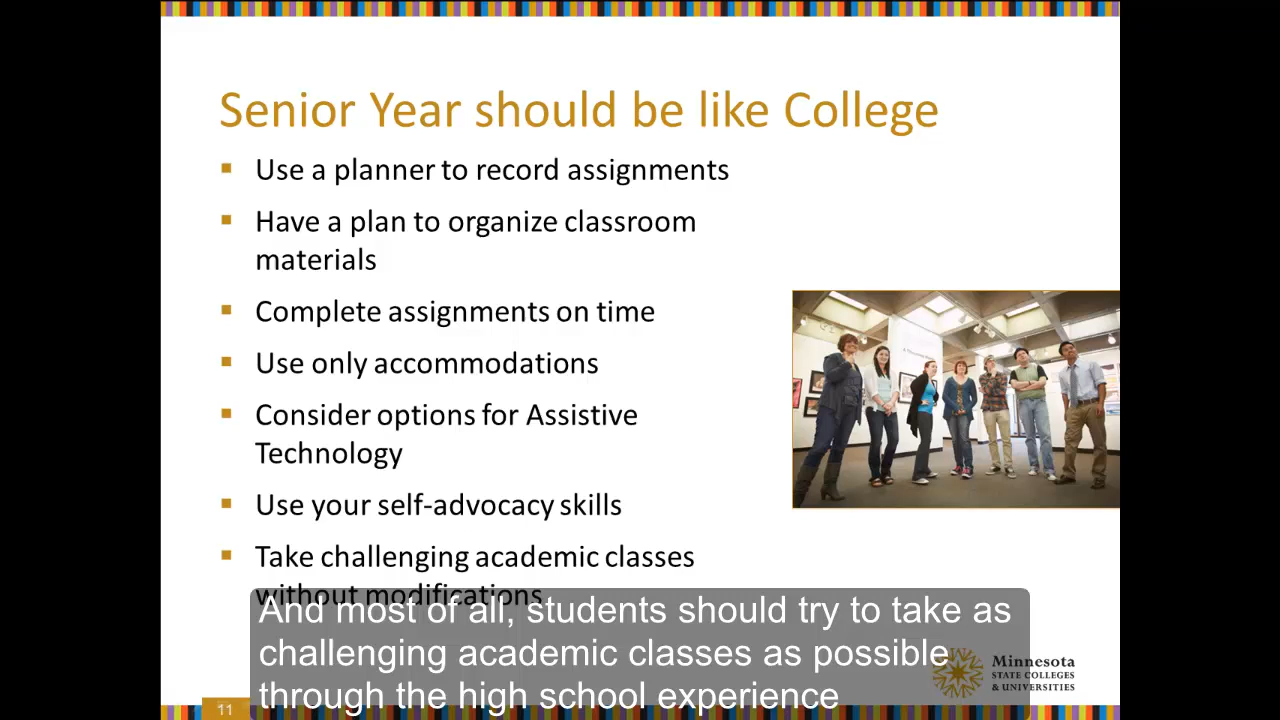 Senior Year should be like College
Use a planner to record assignments
Have a plan to organize classroom
materials
Complete assignments on time
Use only accommodations
Consider options for Assistive
Technology
Use your self-advocacy skills
Take challenging academic classes
without modifications
And most of all, students should try to take as
challenging academic classes as possible
through the high school experience
Minnesota
STATE COLLEGES
& UNIVERSITIES
11